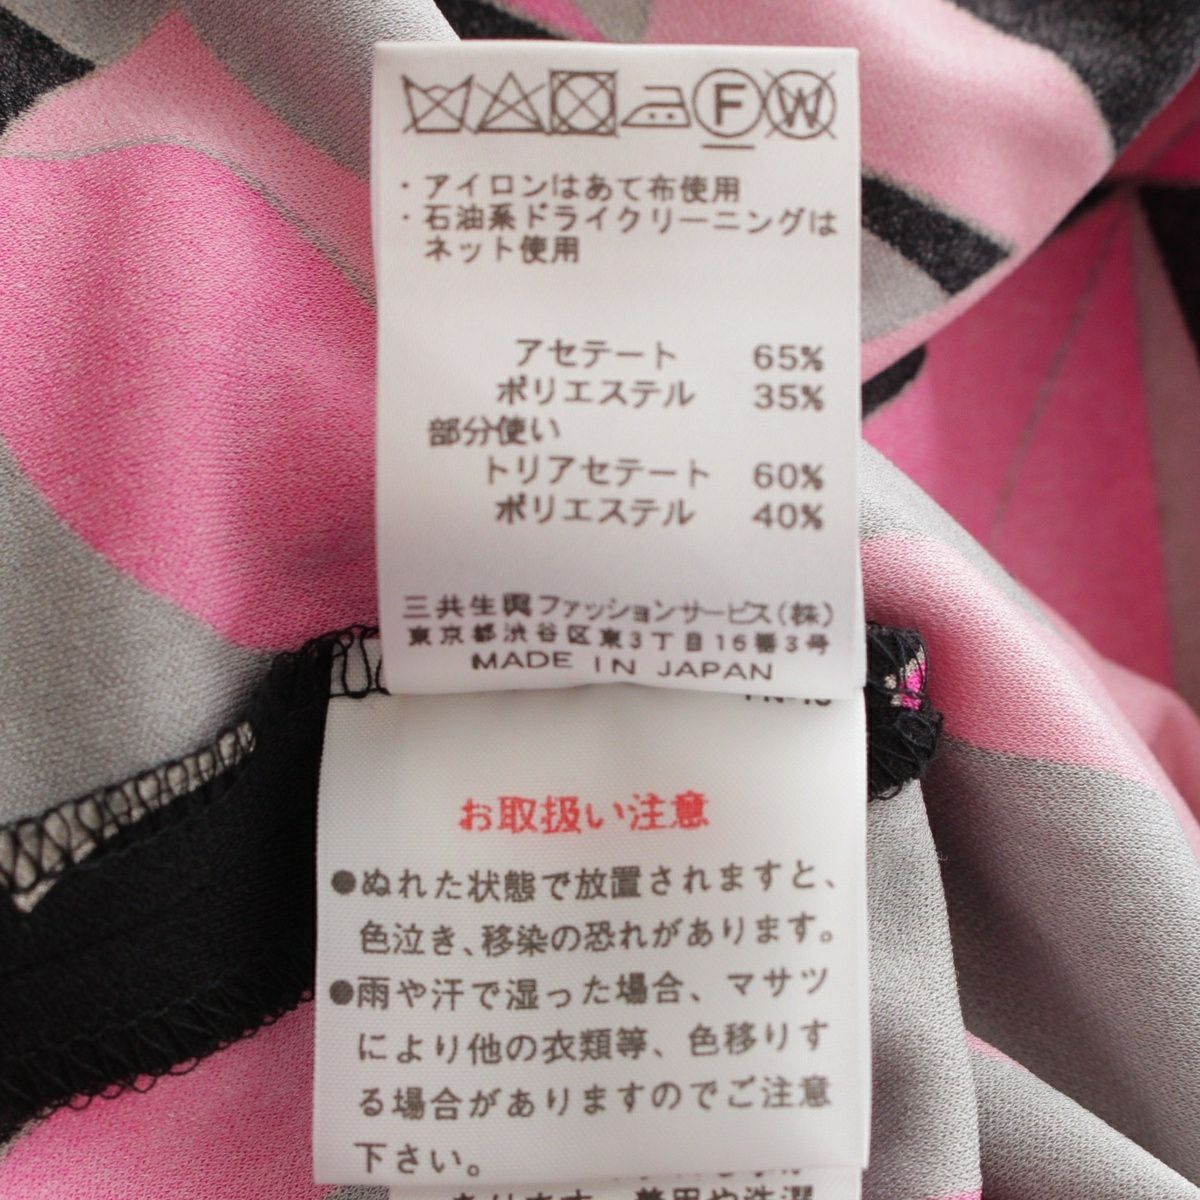 F W
・アイロンはあて布使用
・石油系ドライクリーニングは
ネット使用
アセテート 65%
ポリエステル 35%
部分使い
トリアセテート 60%
ポリエステル 40%
三共生興ファッションサービス(株)
東京都渋谷区東3丁目16番3号
MADE IN JAPAN
お取扱い注意
●ぬれた状態で放置されますと、
色泣き、移染の恐れがあります。
●雨や汗で湿った場合、マサツ
により他の衣類等、色移りす
る場合がありますのでご注意
下さい。